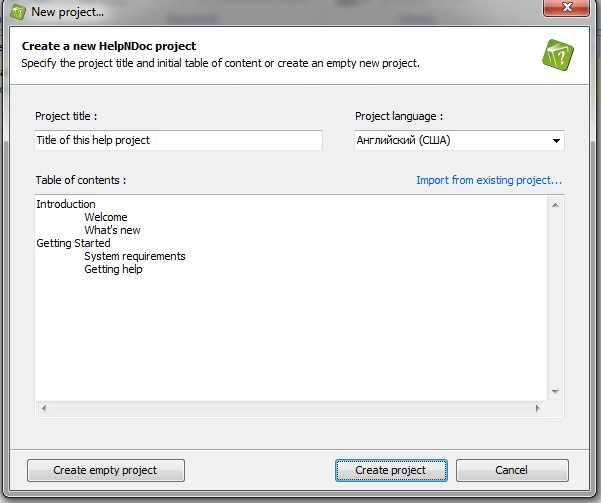 New project...
Create a new HelpNDoc project
Specify the project title and initial table of content or create an empty new project.
Project title :
Project language :
Title of this help project
Английский (США)
Table of contents :
Import from existing project...
Introduction
Welcome
What's new
Getting Started
System requirements
Getting help
Create empty project
Create project
Cancel